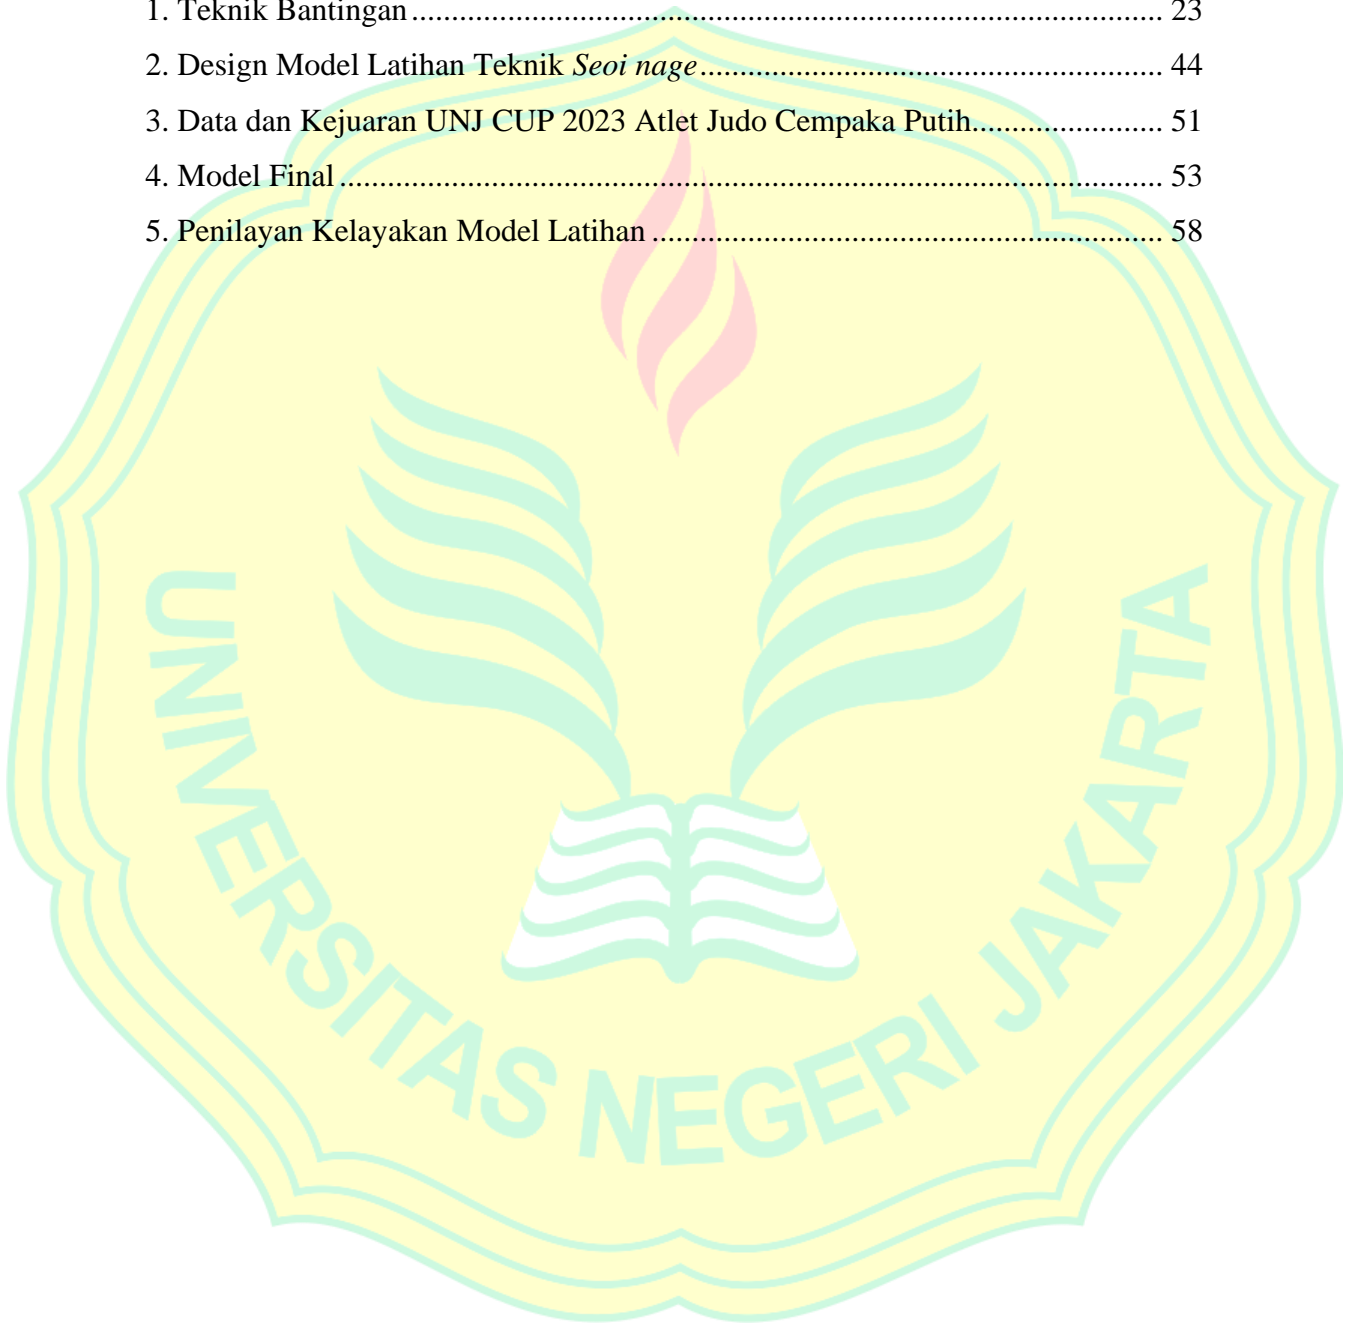 1. Teknik Bantingan ........................................................................................... 23
2. Design Model Latihan Teknik Seoi nage ........................................................ 44
3. Data dan Kejuaran UNJ CUP 2023 Atlet Judo Cempaka Putih....................... 51
4. Model Final .................................................................................................... 53
5. Penilayan Kelayakan Model Latihan .............................................................. 58
UNIVERSITAS NEGERI JAKARTA